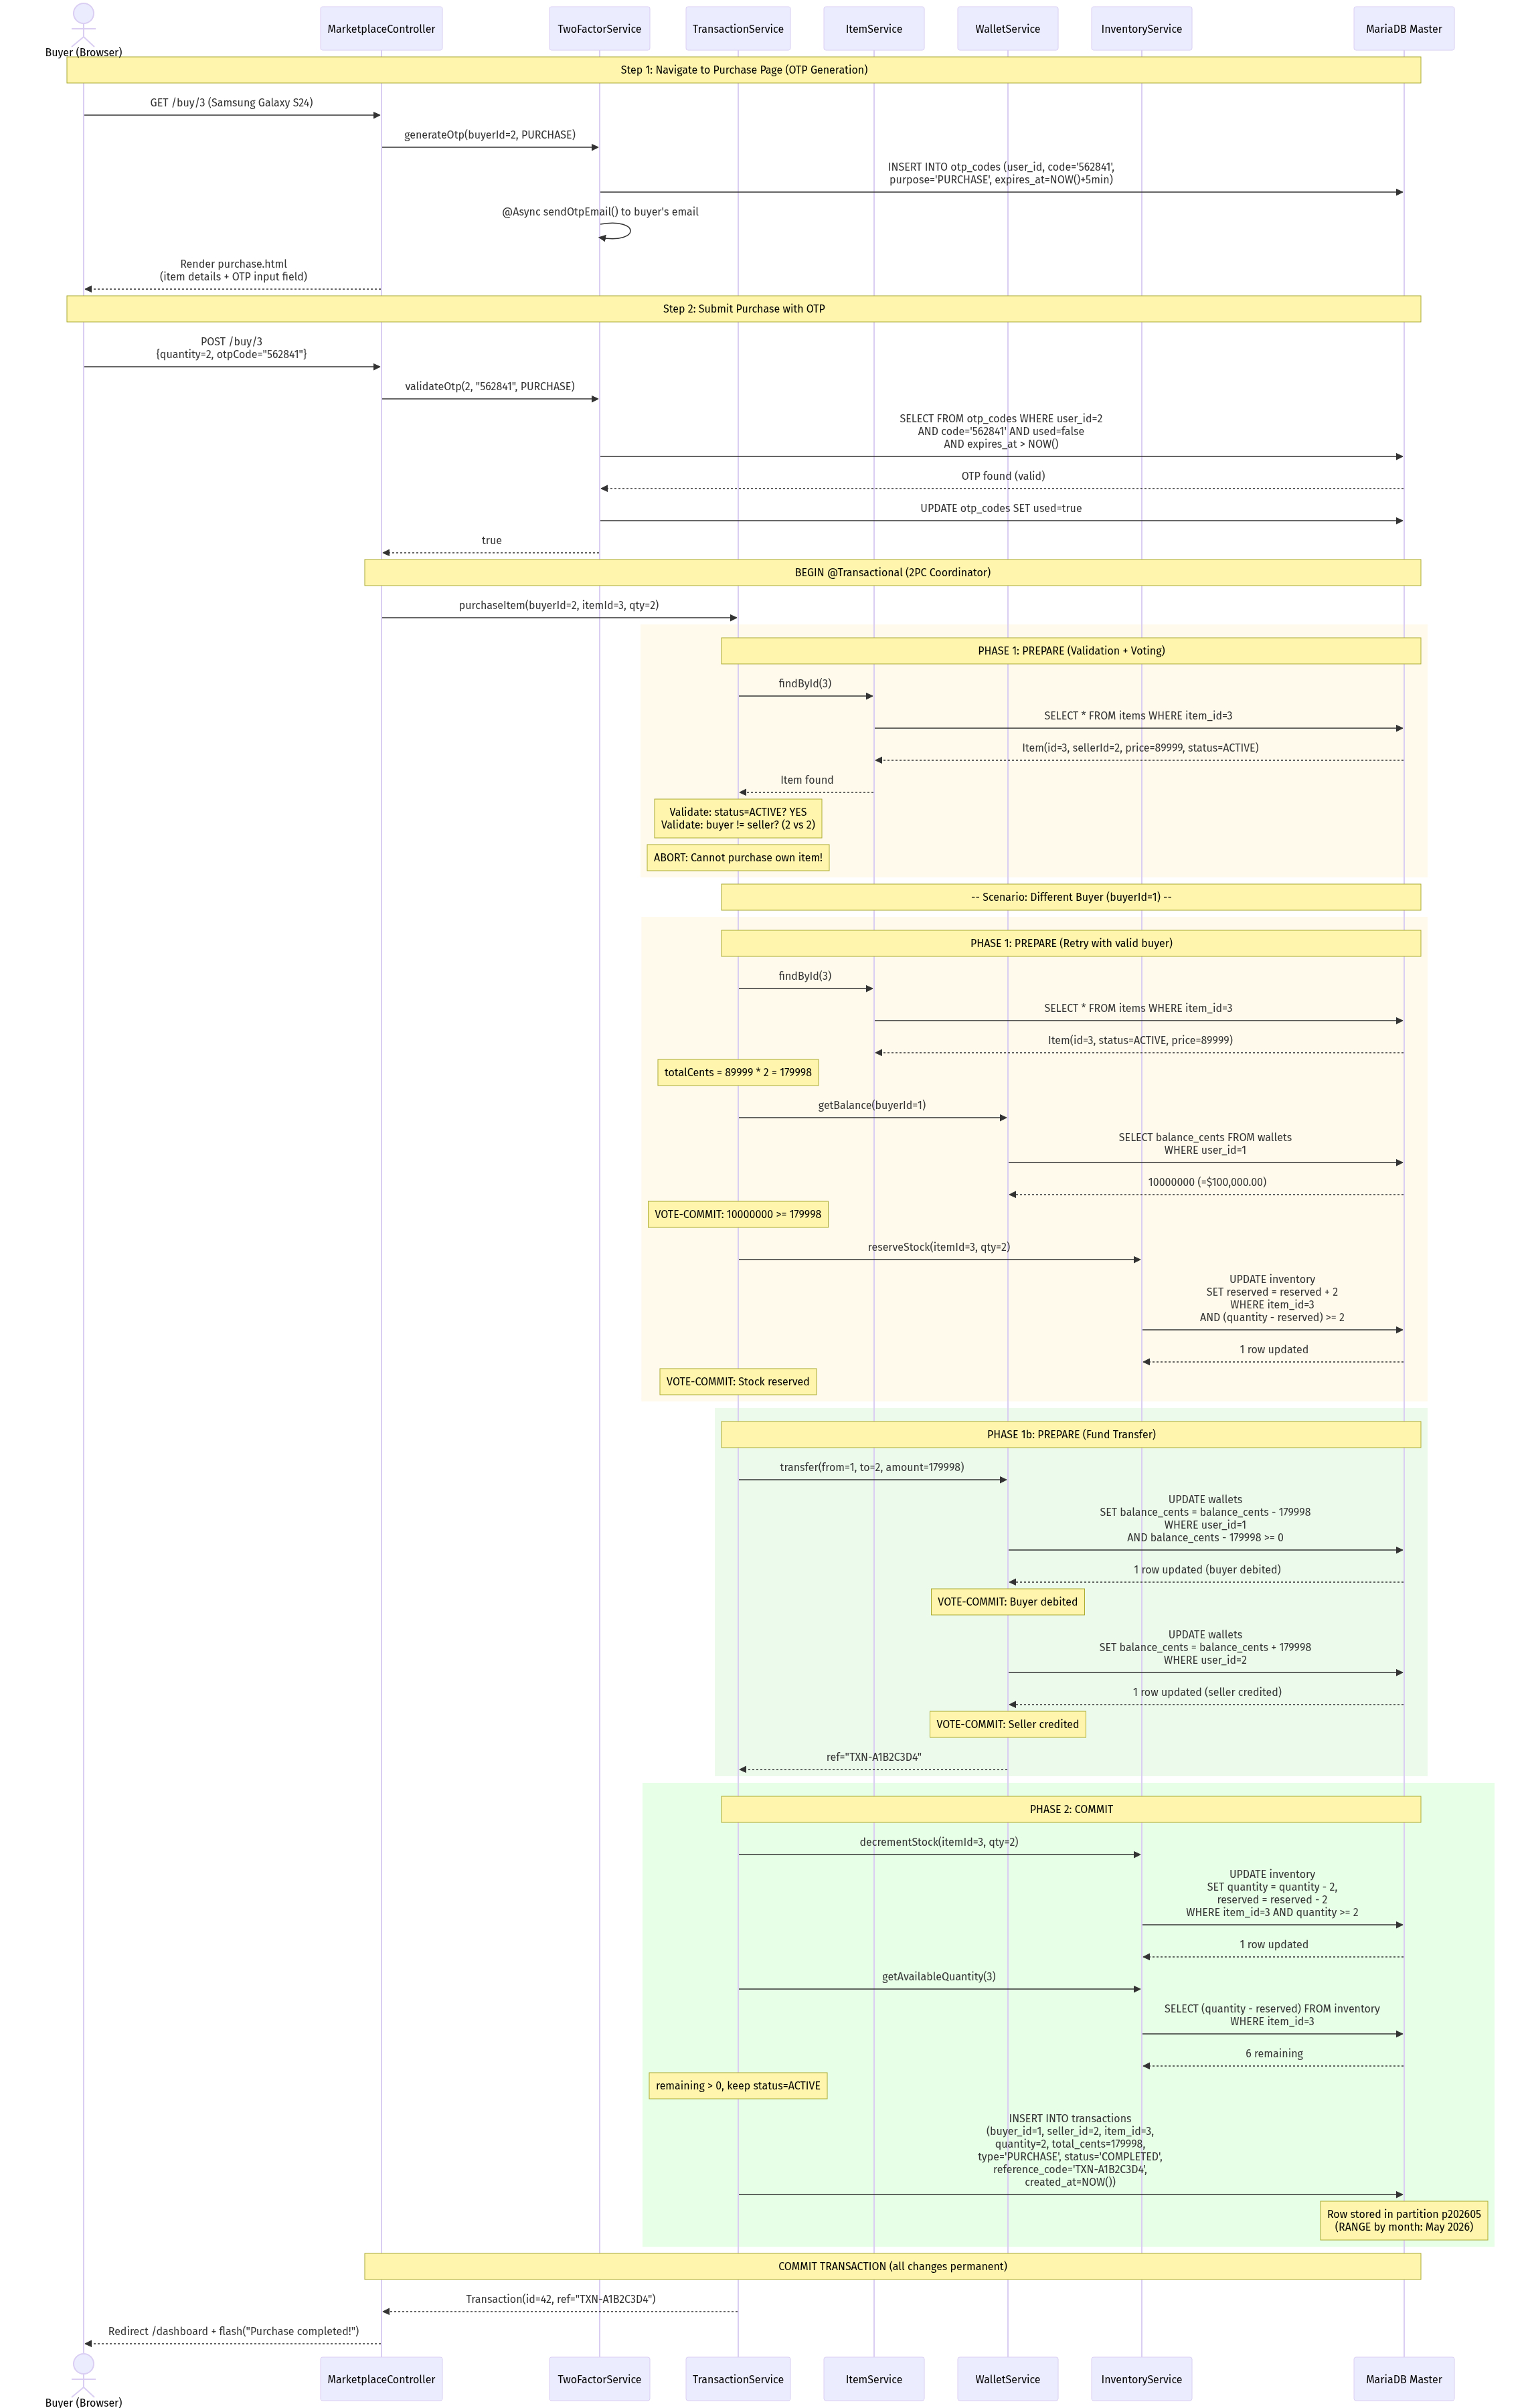 Buyer (Browser)
MarketplaceController
TwoFactorService
TransactionService
ItemService
WalletService
InventoryService
MariaDB Master
Step 1: Navigate to Purchase Page (OTP Generation)
GET /buy/3 (Samsung Galaxy S24)
generateOtp(buyerId=2, PURCHASE)
INSERT INTO otp_codes (user_id, code='562841',
purpose='PURCHASE', expires_at=NOW()+5min)
@Async sendOtpEmail() to buyer's email
Render purchase.html
(item details + OTP input field)
Step 2: Submit Purchase with OTP
POST /buy/3
{quantity=2, otpCode="562841"}
validateOtp(2, "562841", PURCHASE)
SELECT FROM otp_codes WHERE user_id=2
AND code='562841' AND used=false
AND expires_at > NOW()
OTP found (valid)
UPDATE otp_codes SET used=true
true
BEGIN @Transactional (2PC Coordinator)
purchaseItem(buyerId=2, itemId=3, qty=2)
PHASE 1: PREPARE (Validation + Voting)
findById(3)
SELECT * FROM items WHERE item_id=3
Item(id=3, sellerId=2, price=89999, status=ACTIVE)
Item found
Validate: status=ACTIVE? YES
Validate: buyer != seller? (2 vs 2)
ABORT: Cannot purchase own item!
-- Scenario: Different Buyer (buyerId=1) --
PHASE 1: PREPARE (Retry with valid buyer)
findById(3)
SELECT * FROM items WHERE item_id=3
Item(id=3, status=ACTIVE, price=89999)
totalCents = 89999 * 2 = 179998
getBalance(buyerId=1)
SELECT balance_cents FROM wallets
WHERE user_id=1
10000000 (=$100,000.00)
VOTE-COMMIT: 10000000 >= 179998
reserveStock(itemId=3, qty=2)
UPDATE inventory
SET reserved = reserved + 2
WHERE item_id=3
AND (quantity - reserved) >= 2
1 row updated
VOTE-COMMIT: Stock reserved
PHASE 1b: PREPARE (Fund Transfer)
transfer(from=1, to=2, amount=179998)
UPDATE wallets
SET balance_cents = balance_cents - 179998
WHERE user_id=1
AND balance_cents - 179998 >= 0
1 row updated (buyer debited)
VOTE-COMMIT: Buyer debited
UPDATE wallets
SET balance_cents = balance_cents + 179998
WHERE user_id=2
1 row updated (seller credited)
VOTE-COMMIT: Seller credited
ref="TXN-A1B2C3D4"
PHASE 2: COMMIT
decrementStock(itemId=3, qty=2)
UPDATE inventory
SET quantity = quantity - 2,
reserved = reserved - 2
WHERE item_id=3 AND quantity >= 2
1 row updated
getAvailableQuantity(3)
SELECT (quantity - reserved) FROM inventory
WHERE item_id=3
6 remaining
remaining > 0, keep status=ACTIVE
INSERT INTO transactions
(buyer_id=1, seller_id=2, item_id=3,
quantity=2, total_cents=179998,
type='PURCHASE', status='COMPLETED',
reference_code='TXN-A1B2C3D4',
created_at=NOW())
Row stored in partition p202605
(RANGE by month: May 2026)
COMMIT TRANSACTION (all changes permanent)
Transaction(id=42, ref="TXN-A1B2C3D4")
Redirect /dashboard + flash("Purchase completed!")
Buyer (Browser)
MarketplaceController
TwoFactorService
TransactionService
ItemService
WalletService
InventoryService
MariaDB Master